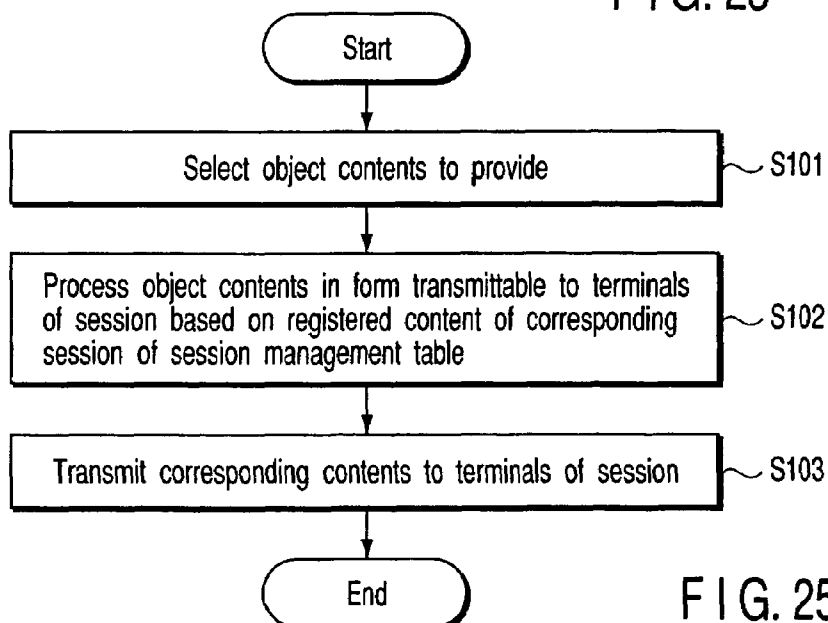 Start
Select object contents to provide
S101
Process object contents in form transmittable to terminals
of session based on registered content of corresponding
session of session management table
S102
Transmit corresponding contents to terminals of session
S103
End
F I G. 25